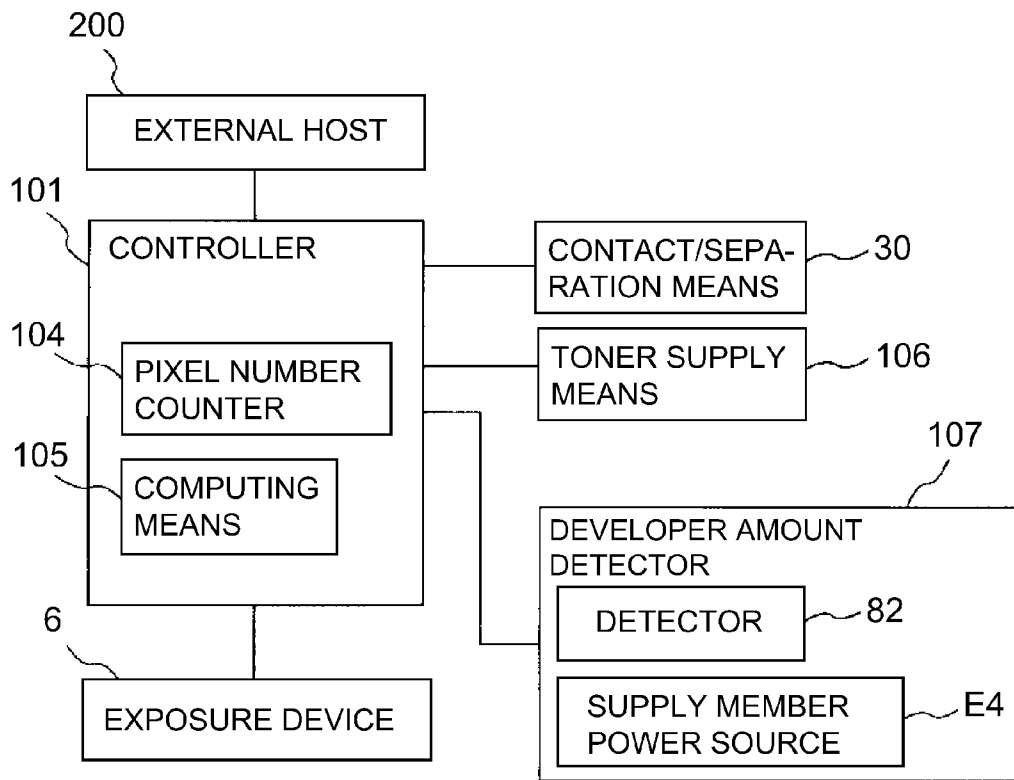 200
EXTERNAL HOST
101
CONTROLLER
CONTACT/SEPA-
RATION MEANS
30
104
PIXEL NUMBER
COUNTER
TONER SUPPLY
MEANS
106
105
COMPUTING
MEANS
107
DEVELOPER AMOUNT
DETECTOR
DETECTOR
82
6
EXPOSURE DEVICE
SUPPLY MEMBER
POWER SOURCE
E4